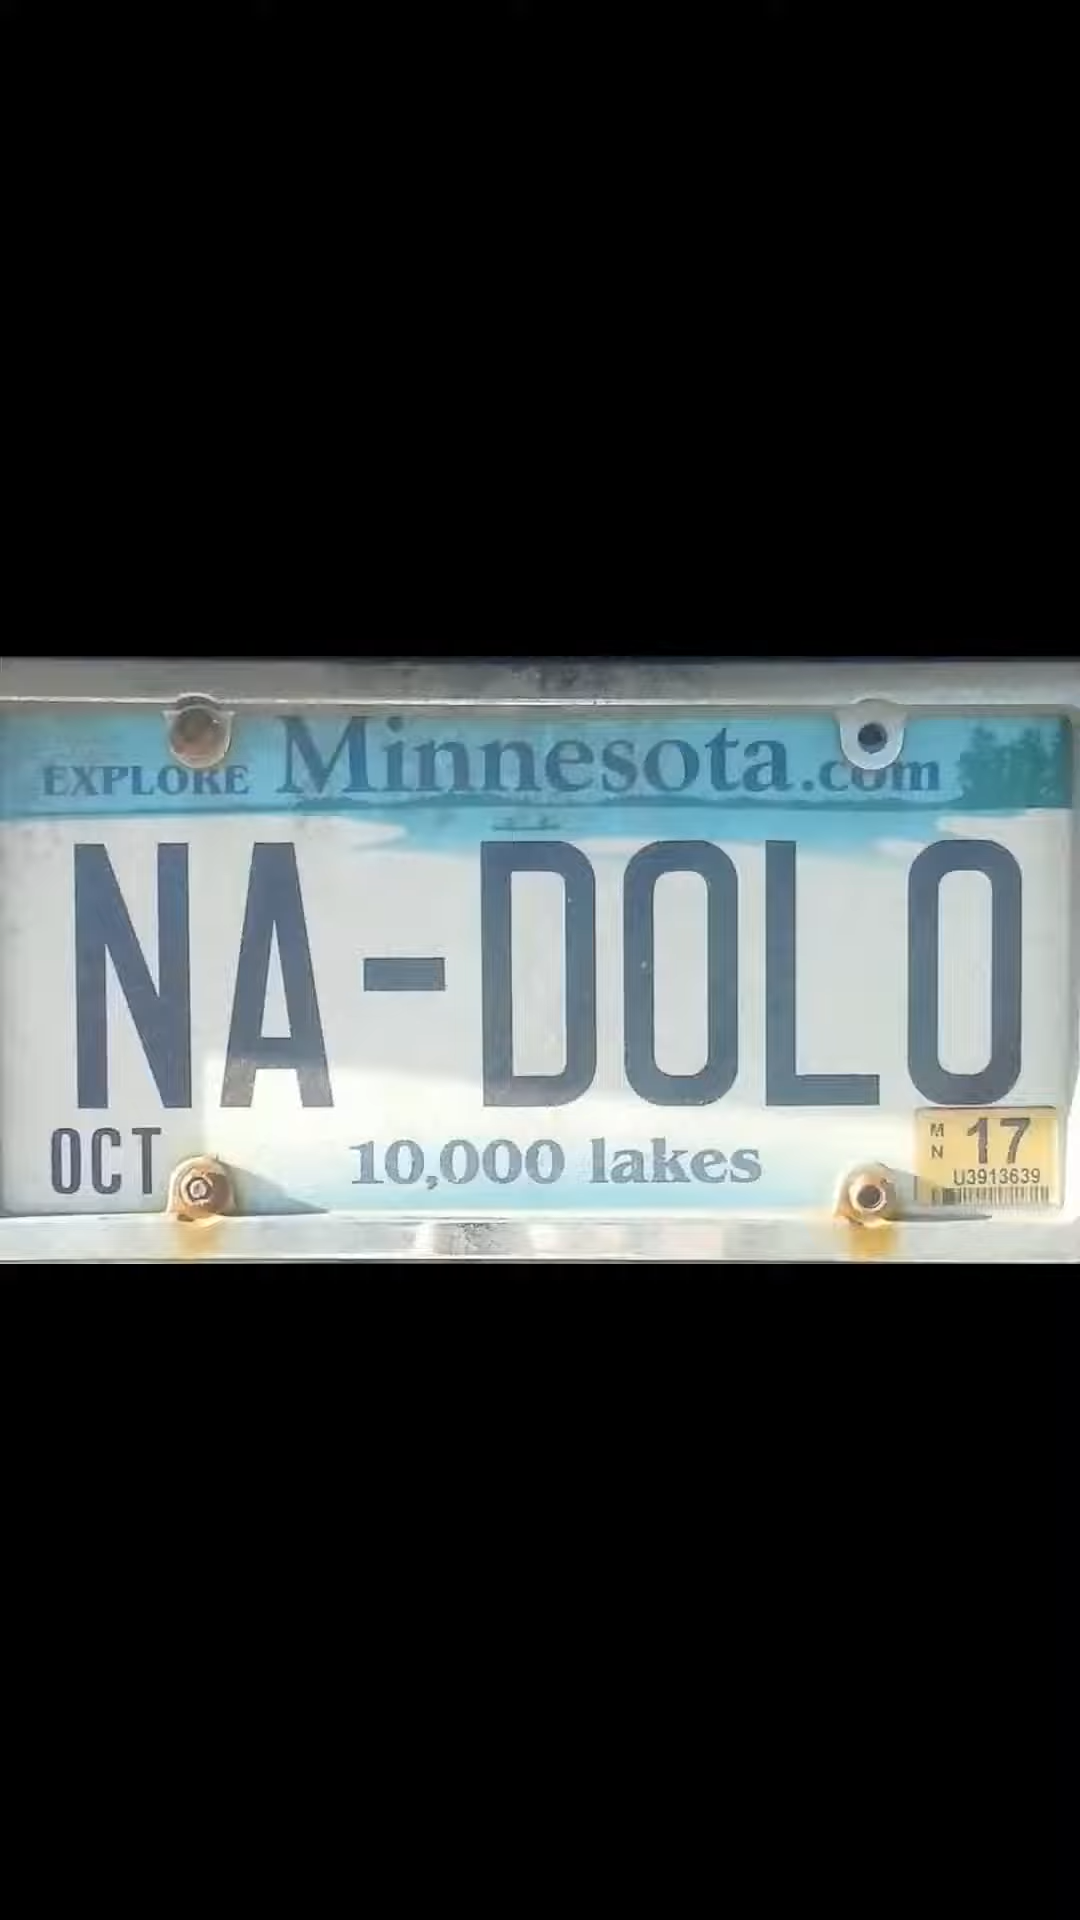 EXPLORE Minnesota.com
NA-DOLO
OCT
10,000 lakes
MN 17
U3913639